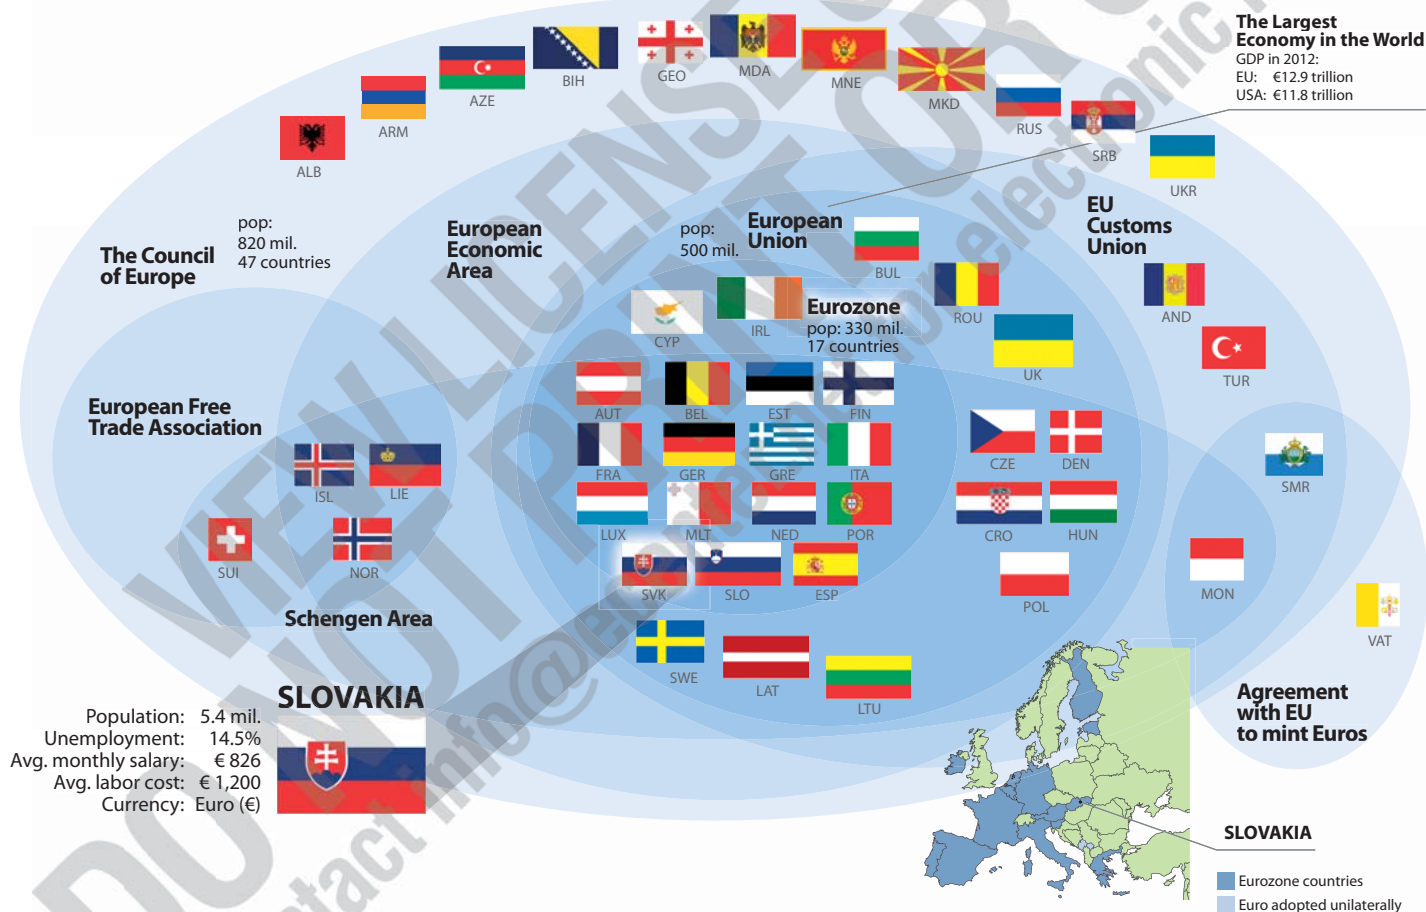 The Largest
Economy in the World
GDP in 2012:
EU: €12.9 trillion
USA: €11.8 trillion
BIH
GEO
MDA
MNE
MKD
AZE
ARM
RUS
SRB
ALB
UKR
The Council
of Europe
pop:
820 mil.
47 countries
European
Economic
Area
pop:
500 mil.
European
Union
BUL
EU
Customs
Union
AND
ROU
CYP
IRL
Eurozone
pop: 330 mil.
17 countries
UK
TUR
European Free
Trade Association
AUT
BEL
EST
FIN
FRA
GER
GRE
ITA
CZE
DEN
SMR
ISL
LIE
LUX
MLT
NED
POR
CRO
HUN
SUI
NOR
SVK
SLO
ESP
POL
MON
VAT
Schengen Area
SWE
LAT
LTU
Agreement
with EU
to mint Euros
SLOVAKIA
Population: 5.4 mil.
Unemployment: 14.5%
Avg. monthly salary: € 826
Avg. labor cost: € 1,200
Currency: Euro (€)
SLOVAKIA
Eurozone countries
Euro adopted unilaterally
VIEW LICENSE
DO NOT PRINT OR